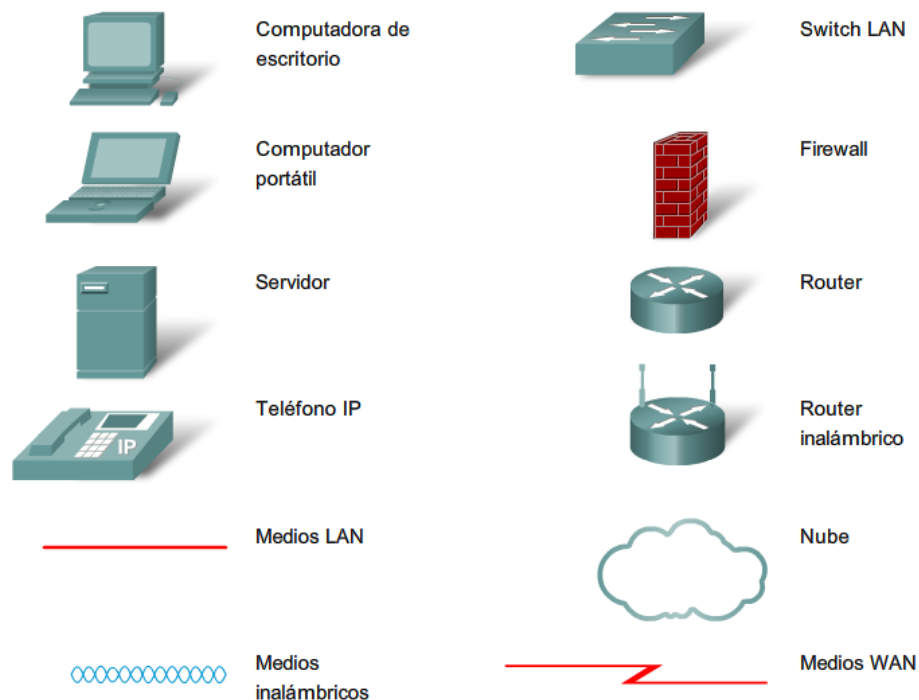 Computadora de
escritorio
Switch LAN
Computador
portátil
Firewall
Servidor
Router
Teléfono IP
IP
Router
inalámbrico
Medios LAN
Nube
Medios
inalámbricos
Medios WAN